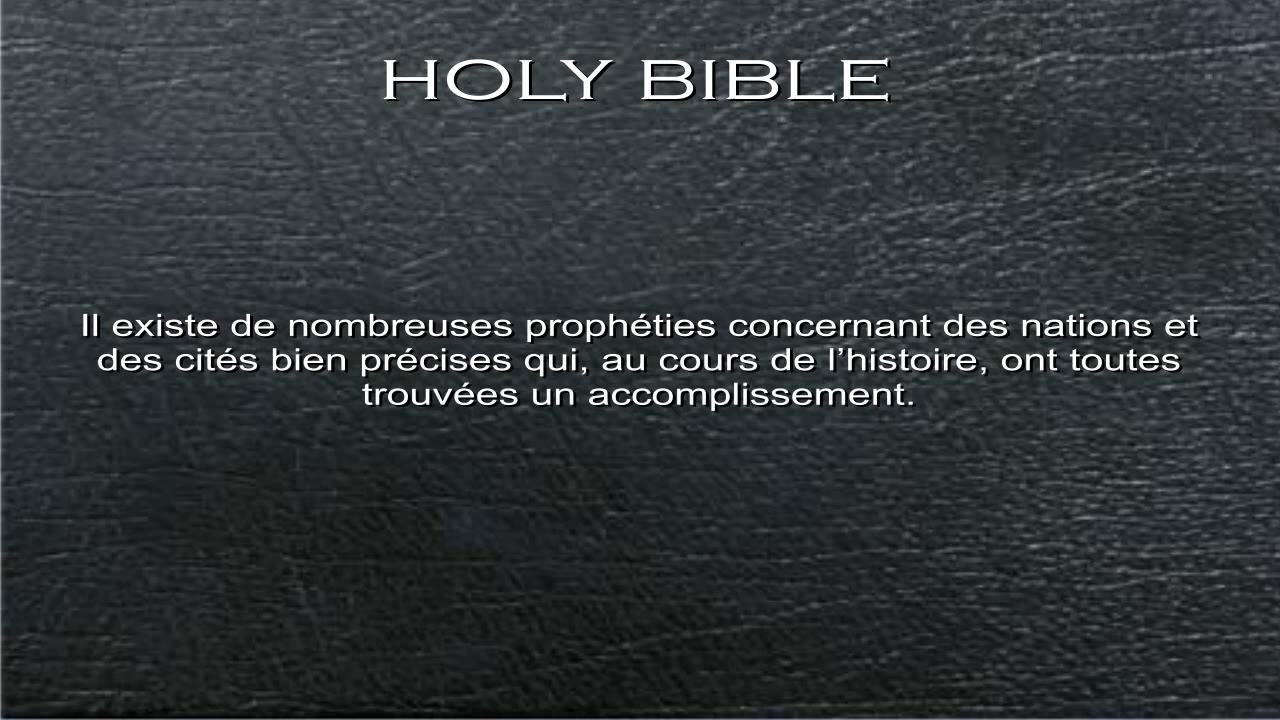 HOLY BIBLE
Il existe de nombreuses prophéties concernant des nations et
des cités bien précises qui, au cours de l’histoire, ont toutes
trouvées un accomplissement.